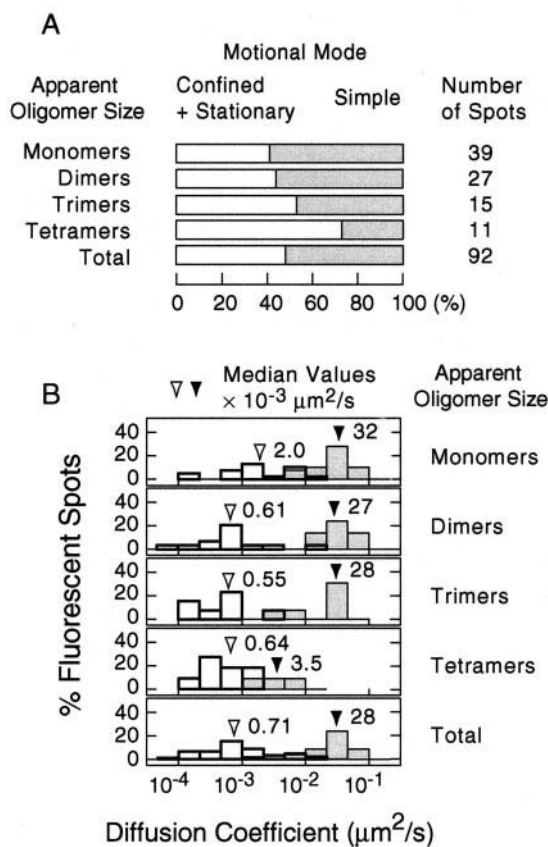 A
Motional Mode
Apparent Oligomer Size
Confined + Stationary
Simple
Number of Spots
Monomers 39
Dimers 27
Trimers 15
Tetramers 11
Total 92
0 20 40 60 80 100 (%)
B
Median Values × 10⁻³ μm²/s
Apparent Oligomer Size
% Fluorescent Spots
40 20 0 2.0 32 Monomers
40 20 0 0.61 27 Dimers
40 20 0 0.55 28 Trimers
40 20 0 0.64 3.5 Tetramers
40 20 0 0.71 28 Total
10⁻⁴ 10⁻³ 10⁻² 10⁻¹
Diffusion Coefficient (μm²/s)